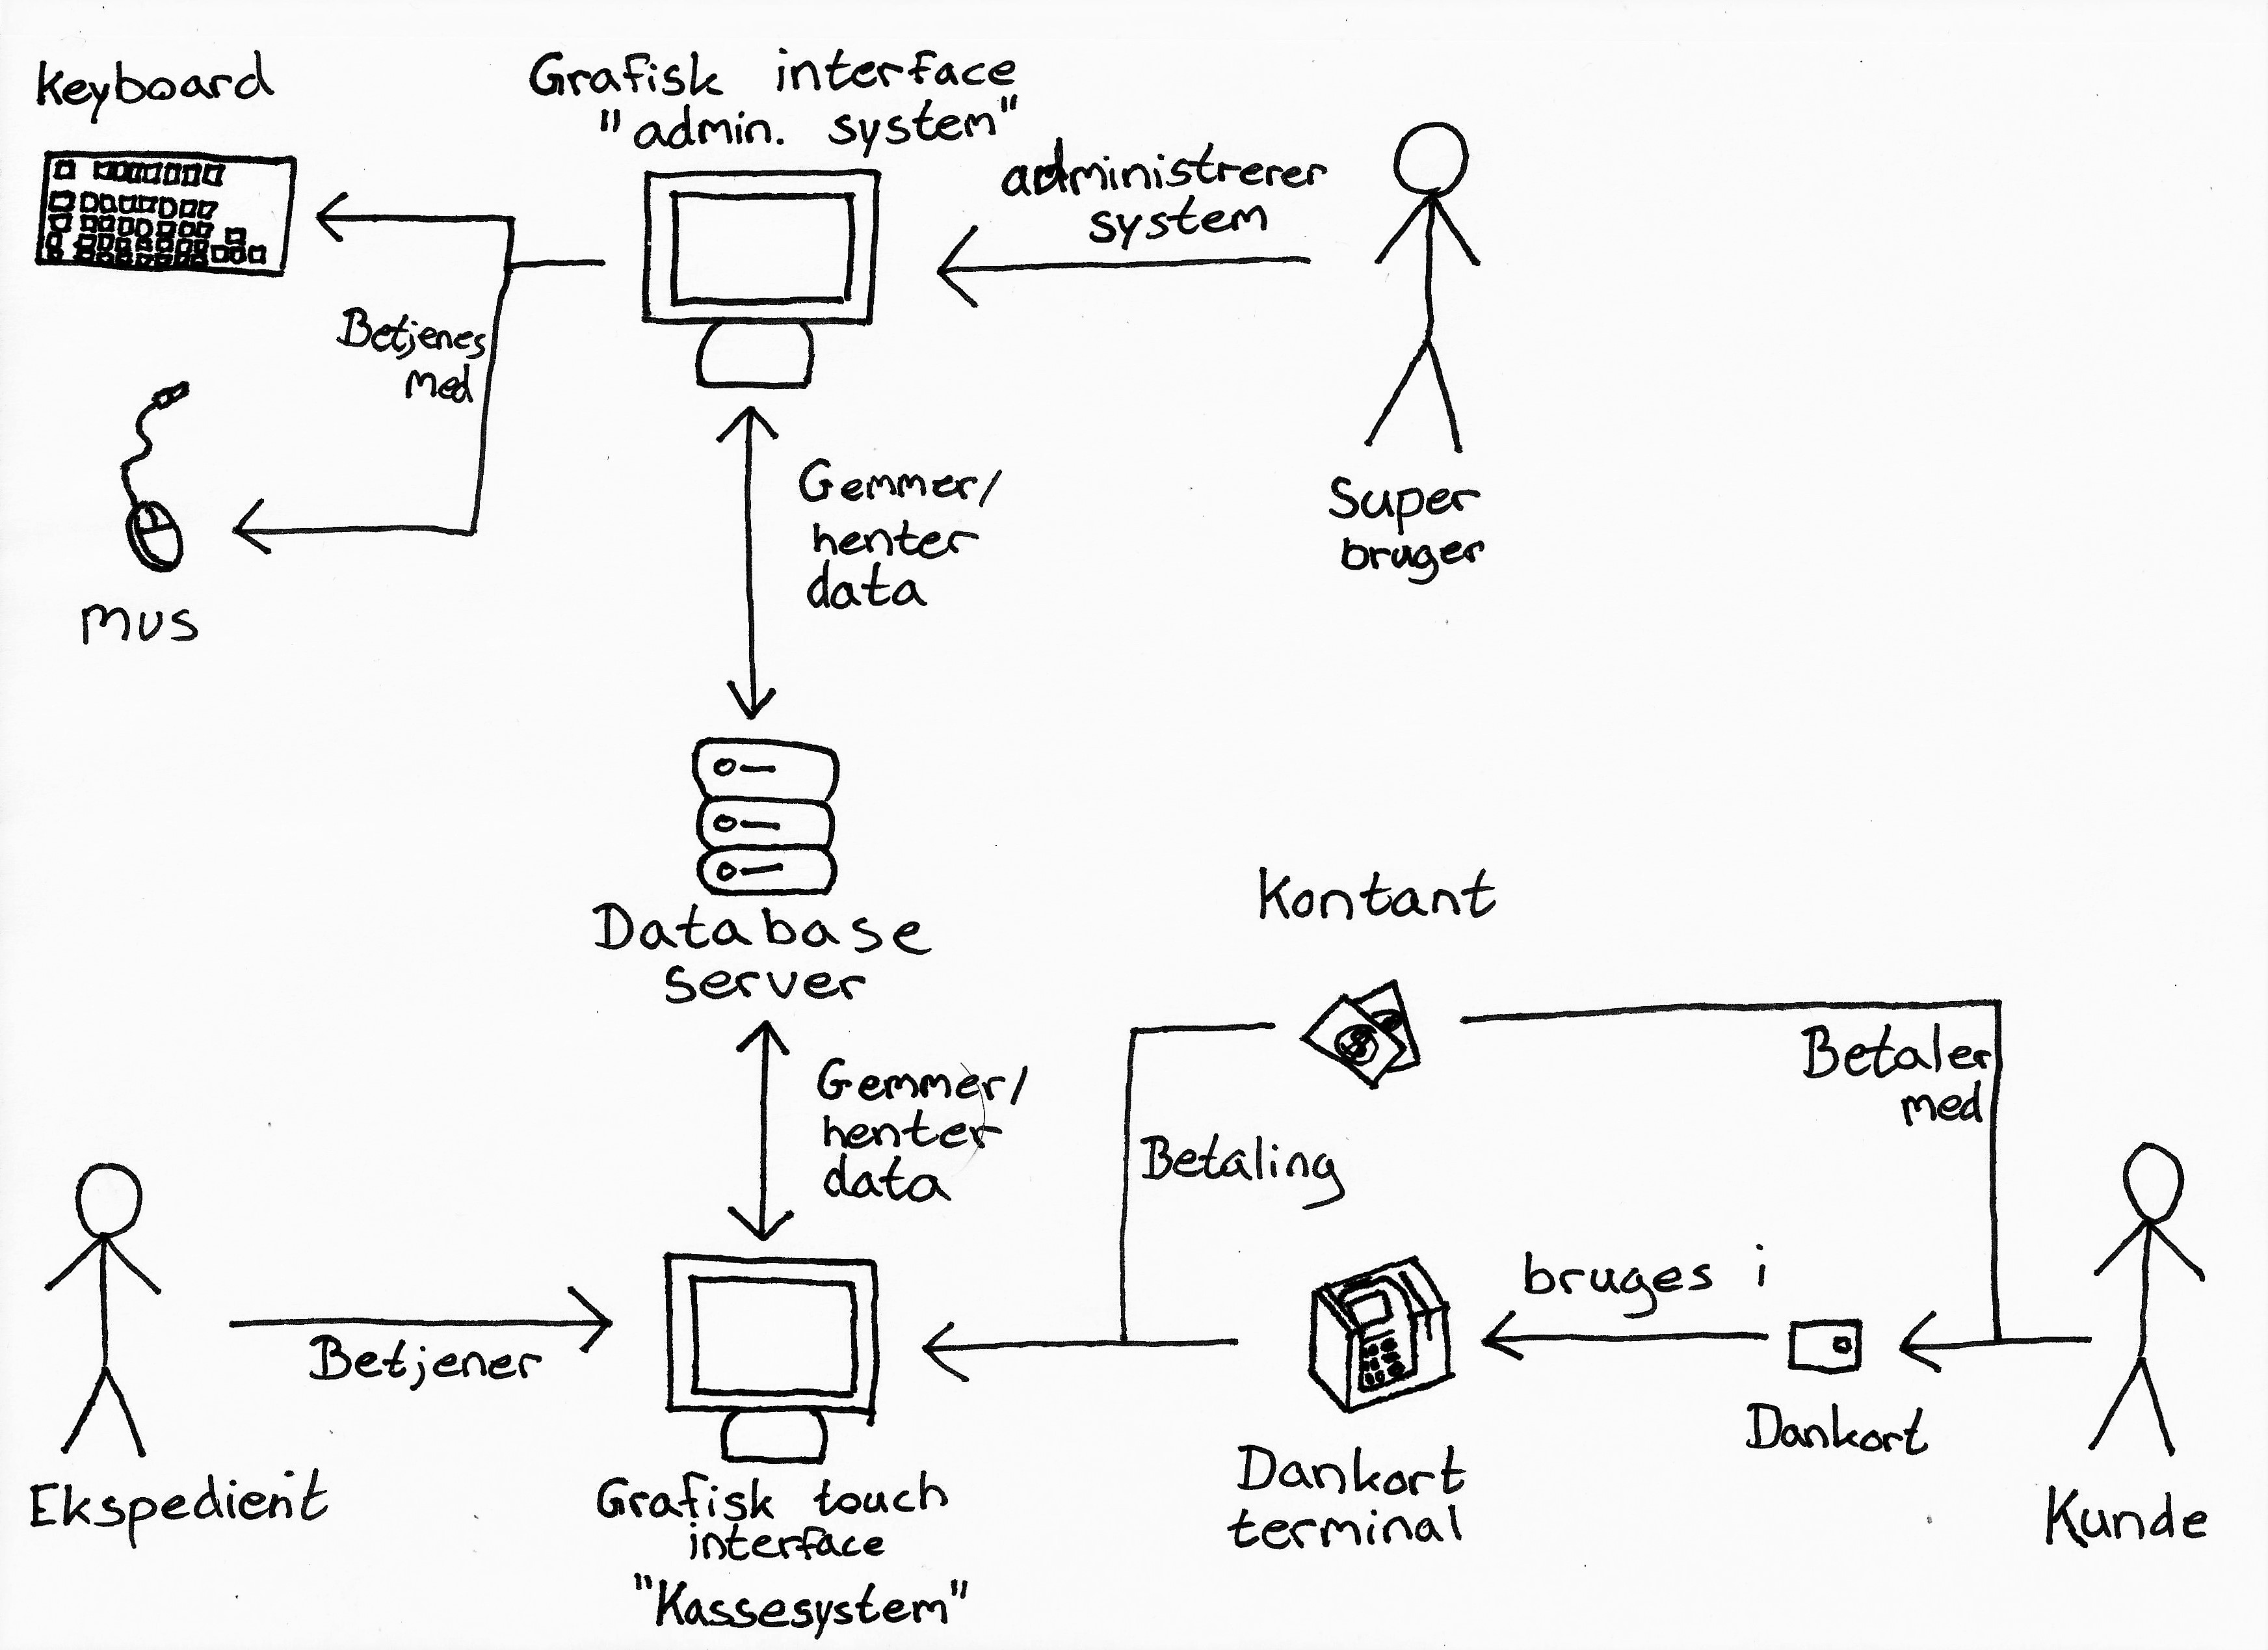 Keyboard
Grafisk interface
"admin. system"
administrerer
system
Betjenes
med
Super
bruger
Gemmer/
henter
data
mus
Database
server
Kontant
Betaler
med
Gemmer/
henter
data
Betaling
bruges i
Betjener
Dankort
Ekspedient
Dankort
terminal
Kunde
Grafisk touch
interface
"Kassesystem"